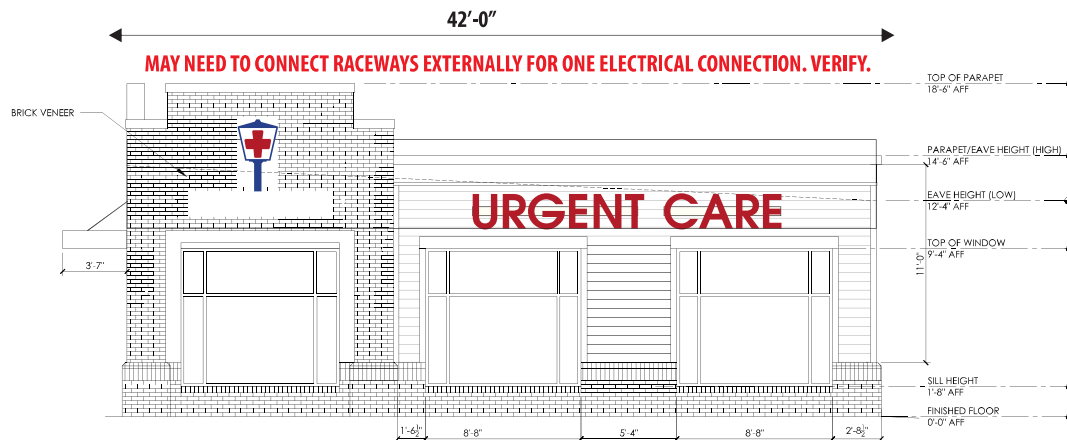 42'-0"
MAY NEED TO CONNECT RACEWAYS EXTERNALLY FOR ONE ELECTRICAL CONNECTION. VERIFY.
TOP OF PARAPET
18'-6" AFF
BRICK VENEER
PARAPET/EAVE HEIGHT (HIGH)
14'-6" AFF
EAVE HEIGHT (LOW)
12'-4" AFF
URGENT CARE
TOP OF WINDOW
9'-4" AFF
3'-7"
11'-0"
SILL HEIGHT
1'-8" AFF
FINISHED FLOOR
0'-0" AFF
1'-6½"
8'-8"
5'-4"
8'-8"
2'-8½"